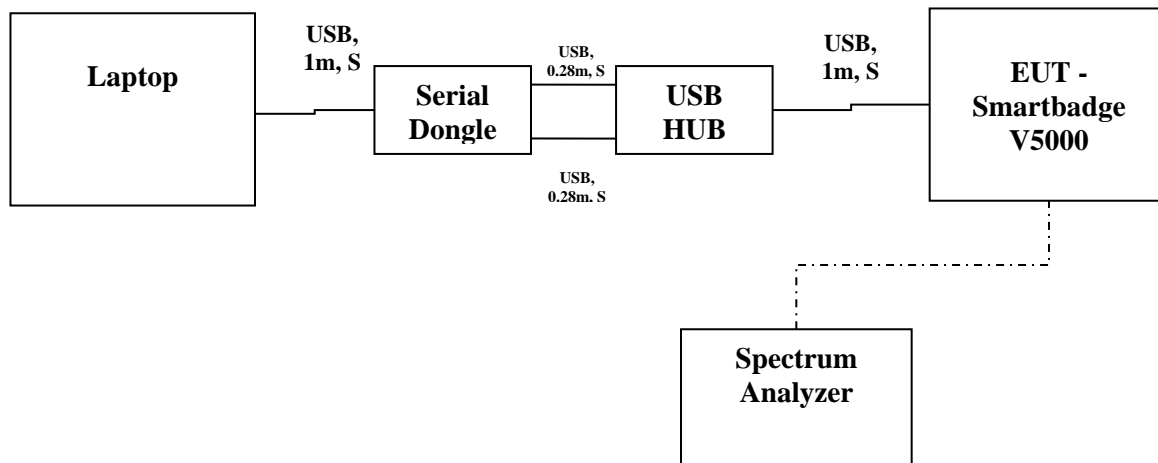 USB,
1m, S
Laptop
USB,
0.28m, S
Serial
Dongle
USB,
0.28m, S
USB
HUB
USB,
1m, S
EUT -
Smartbadge
V5000
Spectrum
Analyzer